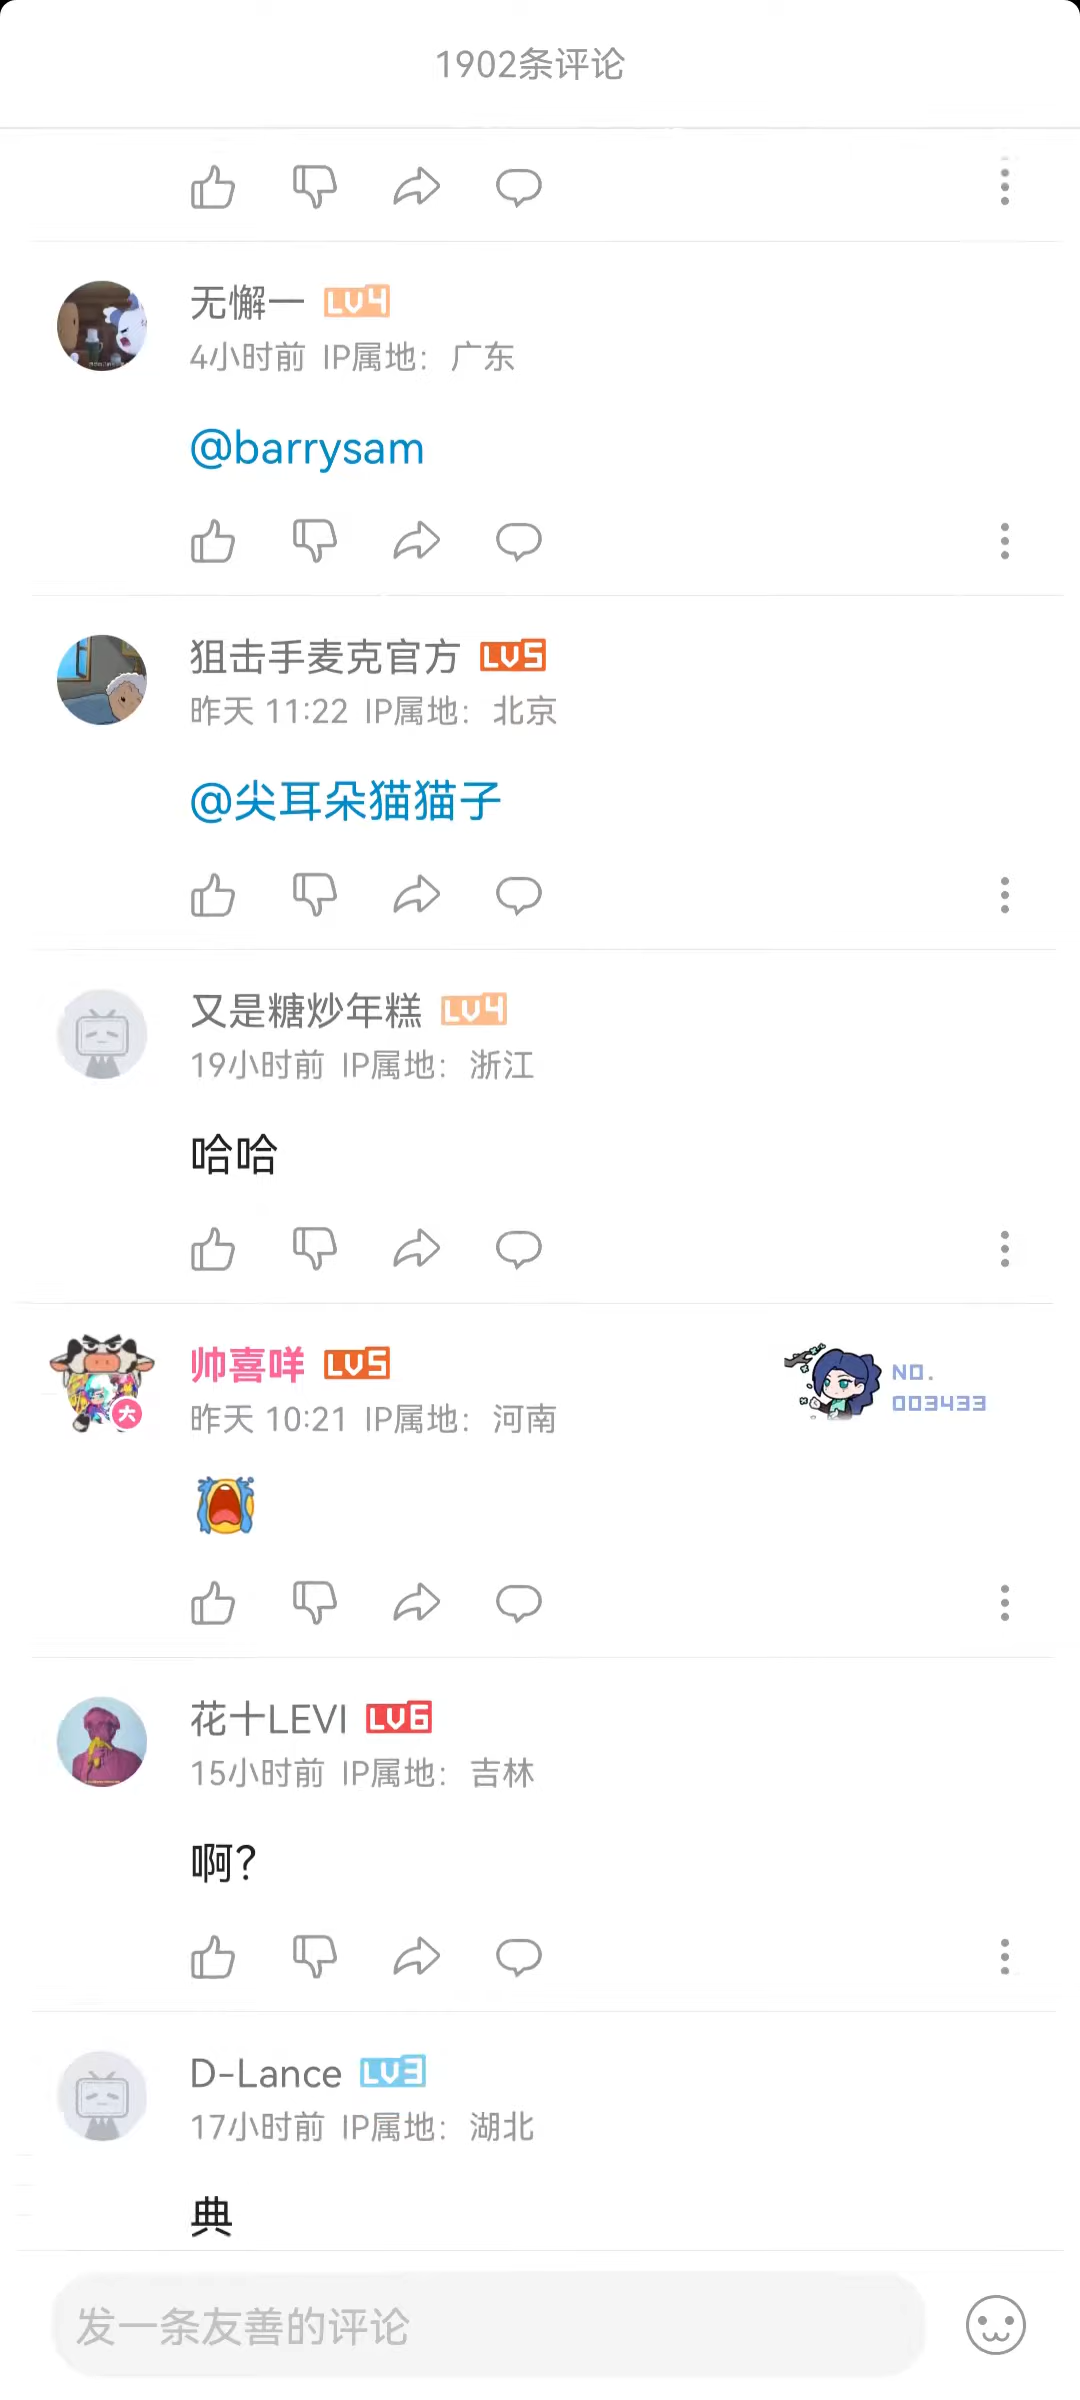 1902条评论
无懈一 LV4
4小时前 IP属地：广东
@barrysam
狙击手麦克官方 LV5
昨天 11:22 IP属地：北京
@尖耳朵猫猫子
又是糖炒年糕 LV4
19小时前 IP属地：浙江
哈哈
帅喜咩 LV5
NO.
003433
昨天 10:21 IP属地：河南
大
花十LEVI LV6
15小时前 IP属地：吉林
啊？
D-Lance LV3
17小时前 IP属地：湖北
典
发一条友善的评论